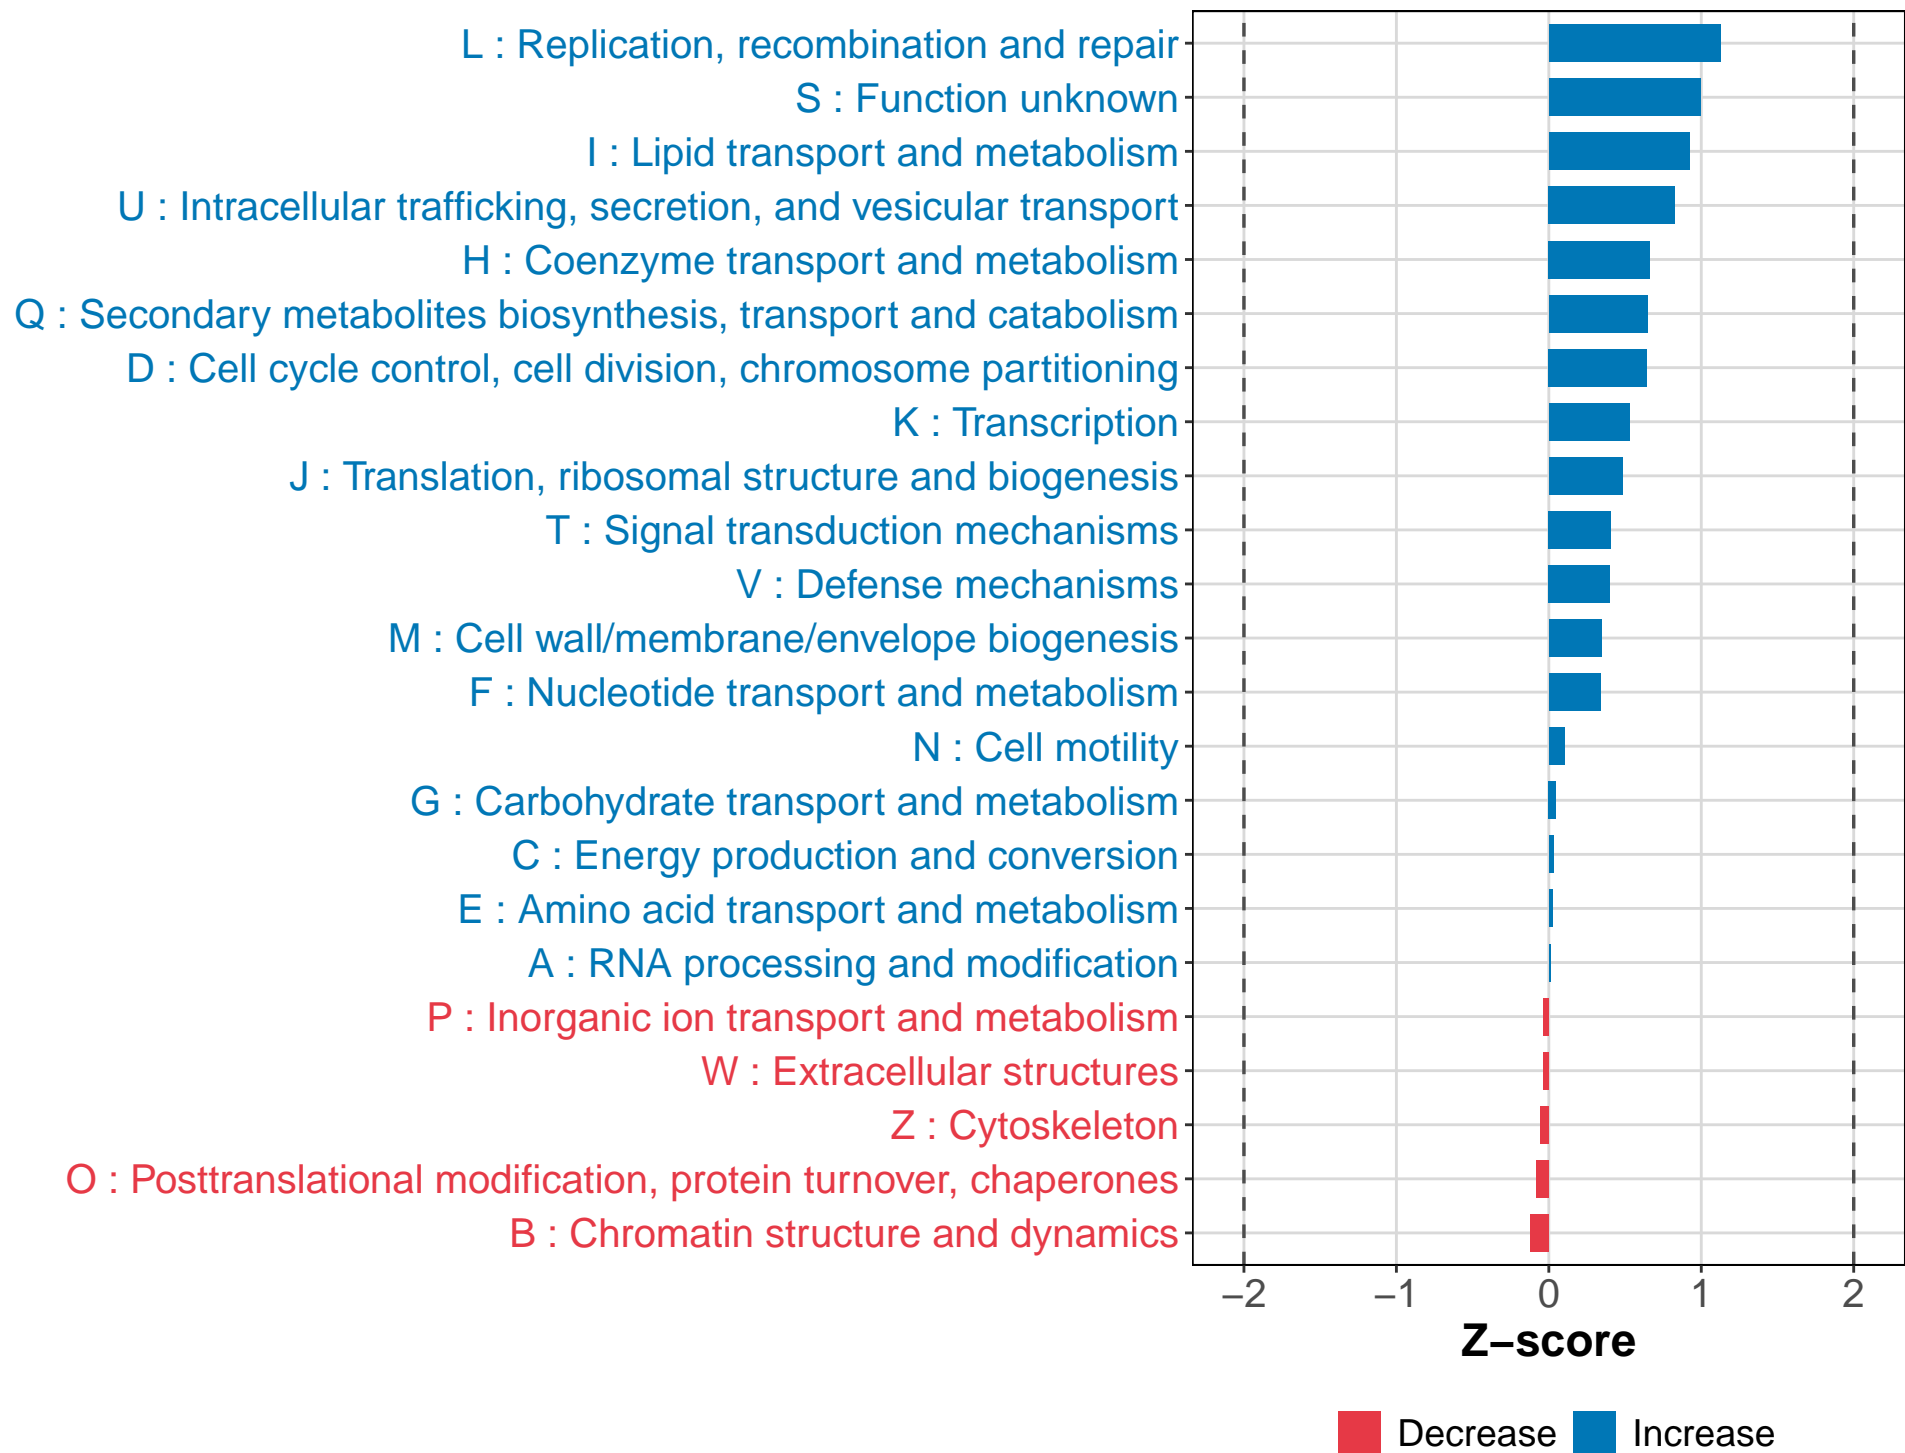 L : Replication, recombination and repair
S : Function unknown
I : Lipid transport and metabolism
U : Intracellular trafficking, secretion, and vesicular transport
H : Coenzyme transport and metabolism
Q : Secondary metabolites biosynthesis, transport and catabolism
D : Cell cycle control, cell division, chromosome partitioning
K : Transcription
J : Translation, ribosomal structure and biogenesis
T : Signal transduction mechanisms
V : Defense mechanisms
M : Cell wall/membrane/envelope biogenesis
F : Nucleotide transport and metabolism
N : Cell motility
G : Carbohydrate transport and metabolism
C : Energy production and conversion
E : Amino acid transport and metabolism
A : RNA processing and modification
P : Inorganic ion transport and metabolism
W : Extracellular structures
Z : Cytoskeleton
O : Posttranslational modification, protein turnover, chaperones
B : Chromatin structure and dynamics
−2 −1 0 1 2
Z−score
Decrease Increase